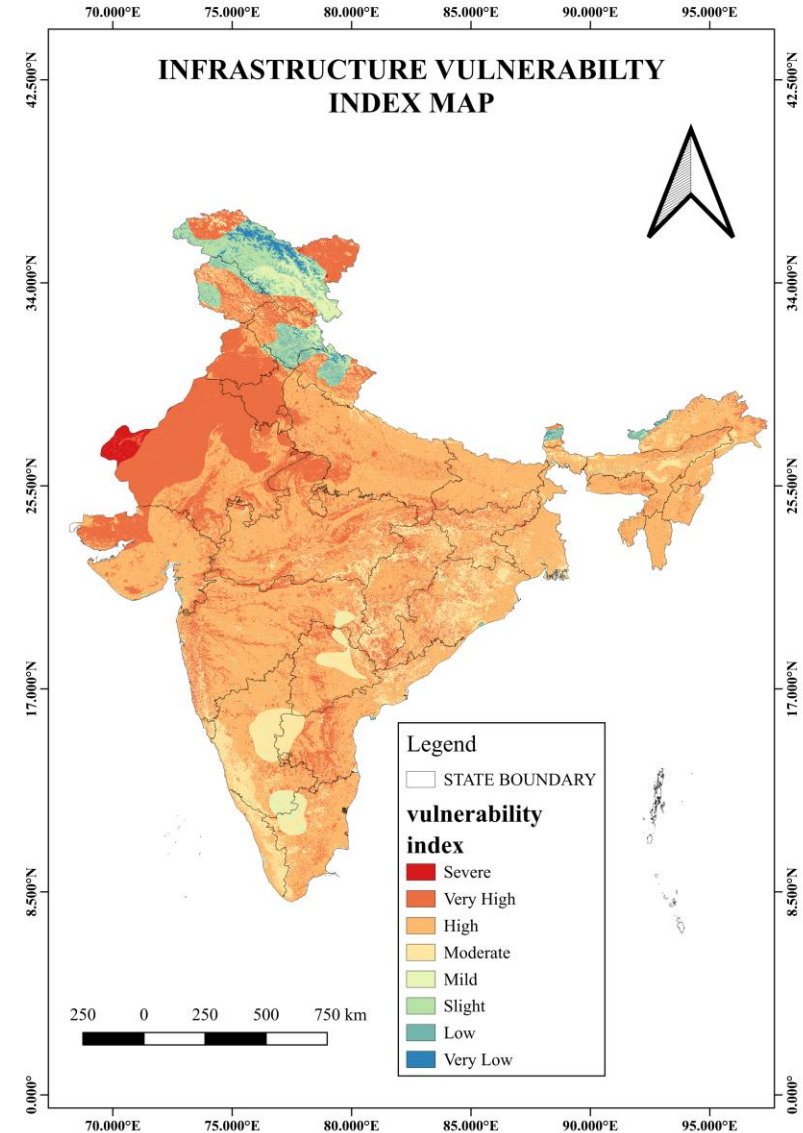 70.000°E 75.000°E 80.000°E 85.000°E 90.000°E 95.000°E
INFRASTRUCTURE VULNERABILTY
INDEX MAP
42.500°N 42.500°N
34.000°N 34.000°N
25.500°N 25.500°N
17.000°N 17.000°N
Legend
STATE BOUNDARY
vulnerability
index
Severe
Very High
High
Moderate
Mild
Slight
Low
Very Low
8.500°N 8.500°N
250 0 250 500 750 km
0.000° 0.000°
70.000°E 75.000°E 80.000°E 85.000°E 90.000°E 95.000°E